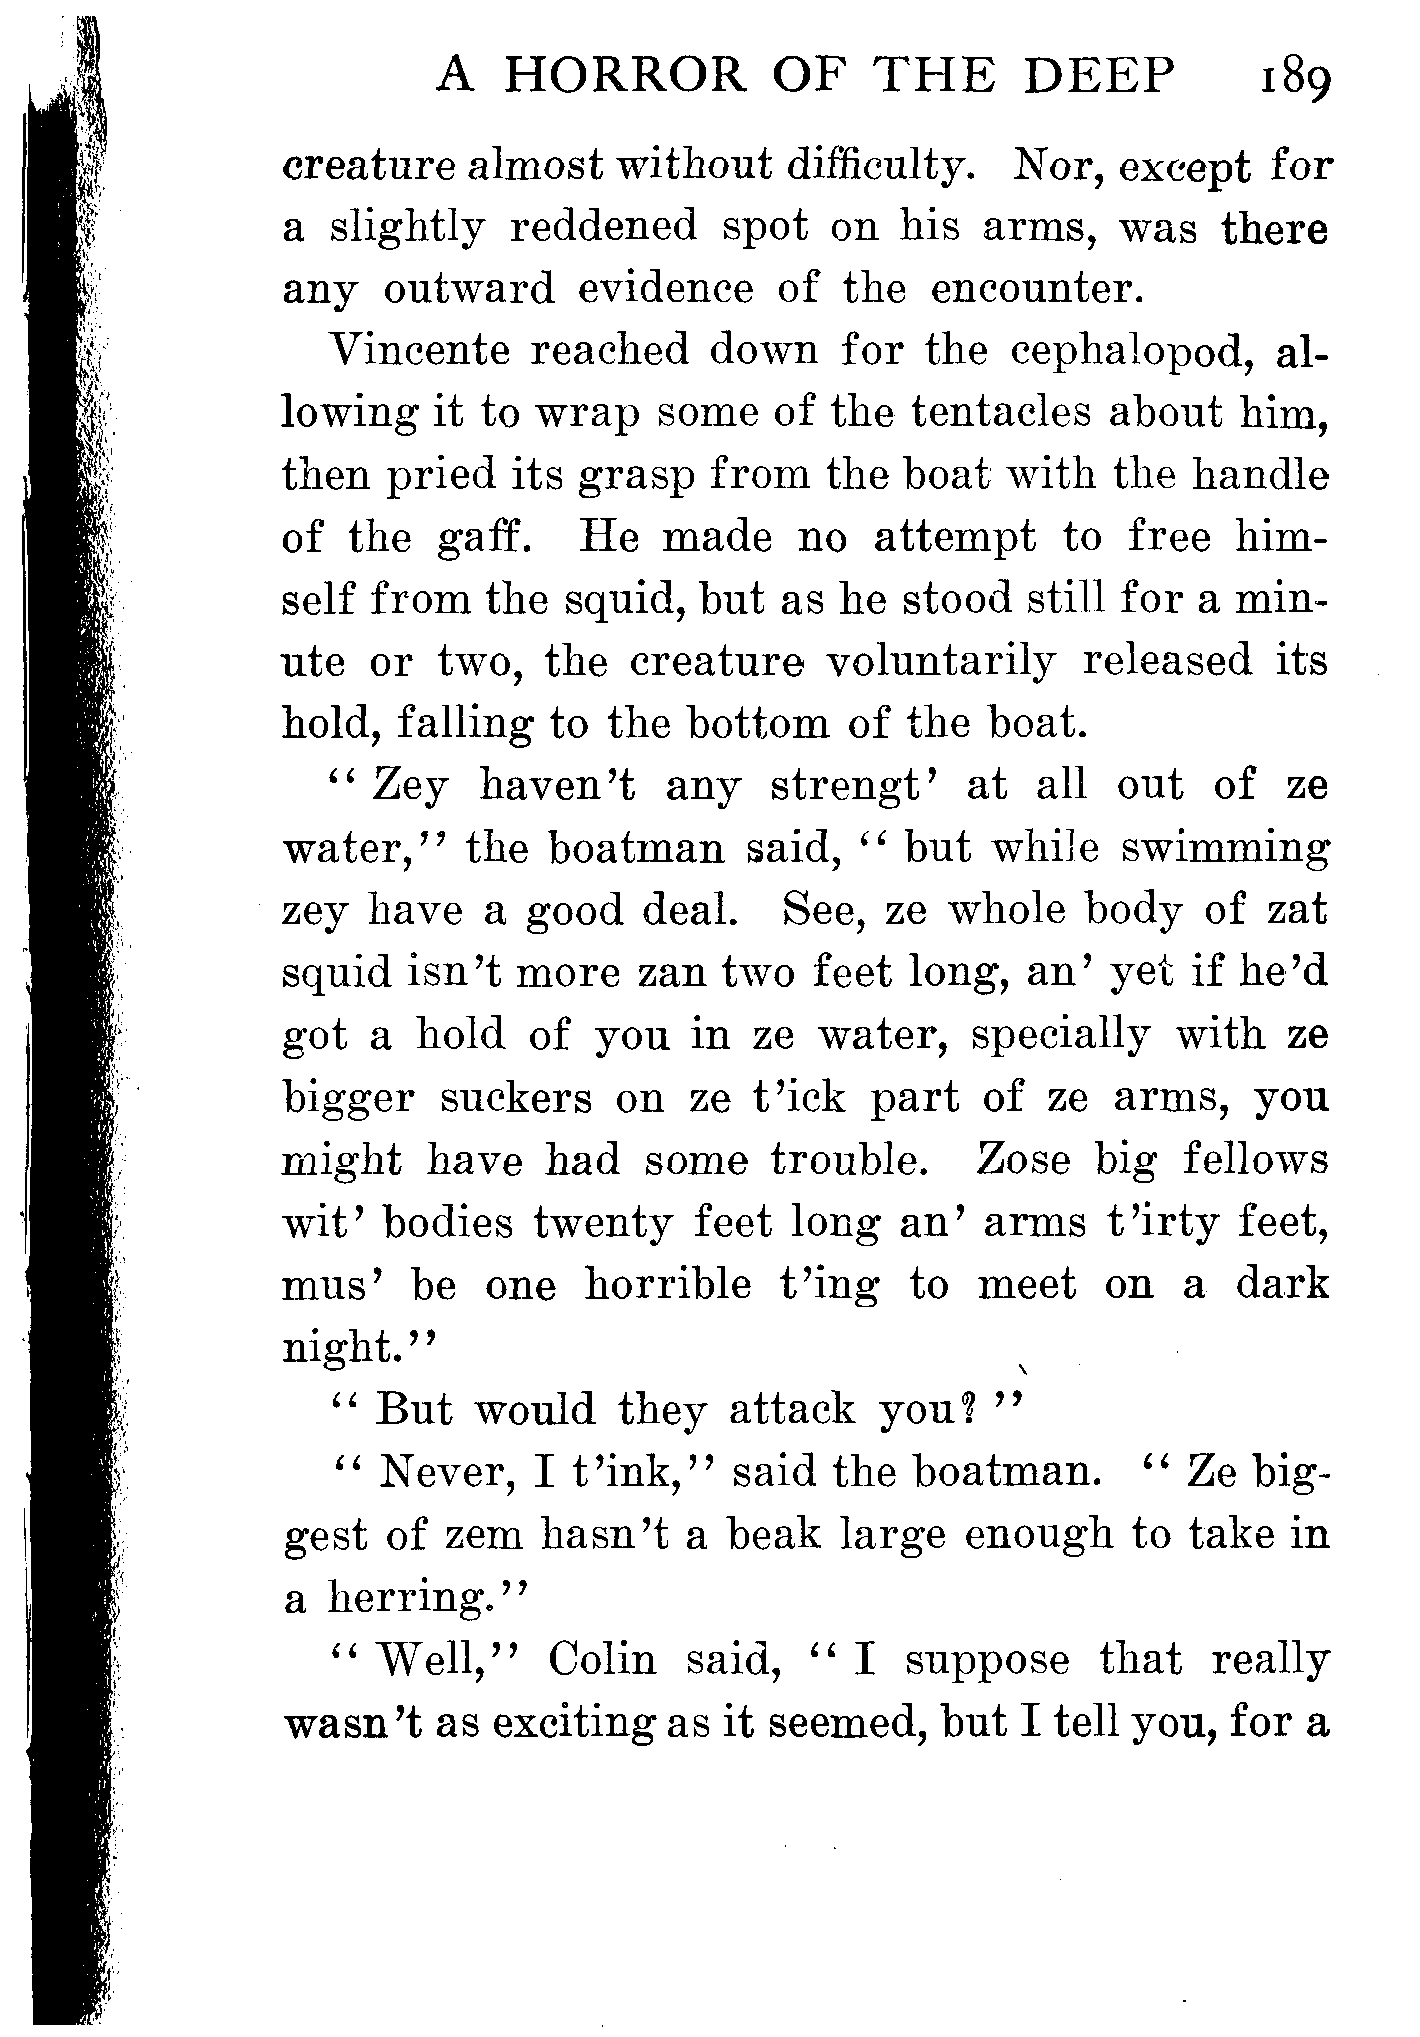 A HORROR OF THE DEEP 189
creature almost without difficulty. Nor, except for
a slightly reddened spot on his arms, was there
any outward evidence of the encounter.
Vincente reached down for the cephalopod, al-
lowing it to wrap some of the tentacles about him,
then pried its grasp from the boat with the handle
of the gaff. He made no attempt to free him-
self from the squid, but as he stood still for a min-
ute or two, the creature voluntarily released its
hold, falling to the bottom of the boat.
“ Zey haven’t any strengt’ at all out of ze
water,” the boatman said, “ but while swimming
zey have a good deal. See, ze whole body of zat
squid isn’t more zan two feet long, an’ yet if he’d
got a hold of you in ze water, specially with ze
bigger suckers on ze t’ick part of ze arms, you
might have had some trouble. Zose big fellows
wit’ bodies twenty feet long an’ arms t’irty feet,
mus’ be one horrible t’ing to meet on a dark
night.”
“ But would they attack you? ”
“ Never, I t’ink,” said the boatman. “ Ze big-
gest of zem hasn’t a beak large enough to take in
a herring.”
“ Well,” Colin said, “ I suppose that really
wasn’t as exciting as it seemed, but I tell you, for a